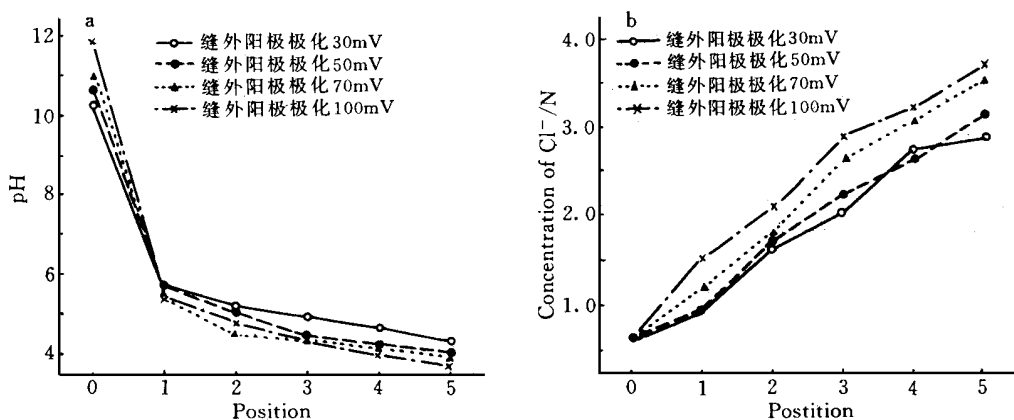 a
12
10
8
6
4
pH
0 1 2 3 4 5
Position
缝外阳极极化30mV
缝外阳极极化50mV
缝外阳极极化70mV
缝外阳极极化100mV
b
4.0
3.0
2.0
1.0
Concentration of Cl⁻/N
0 1 2 3 4 5
Postition
缝外阳极极化30mV
缝外阳极极化50mV
缝外阳极极化70mV
缝外阳极极化100mV